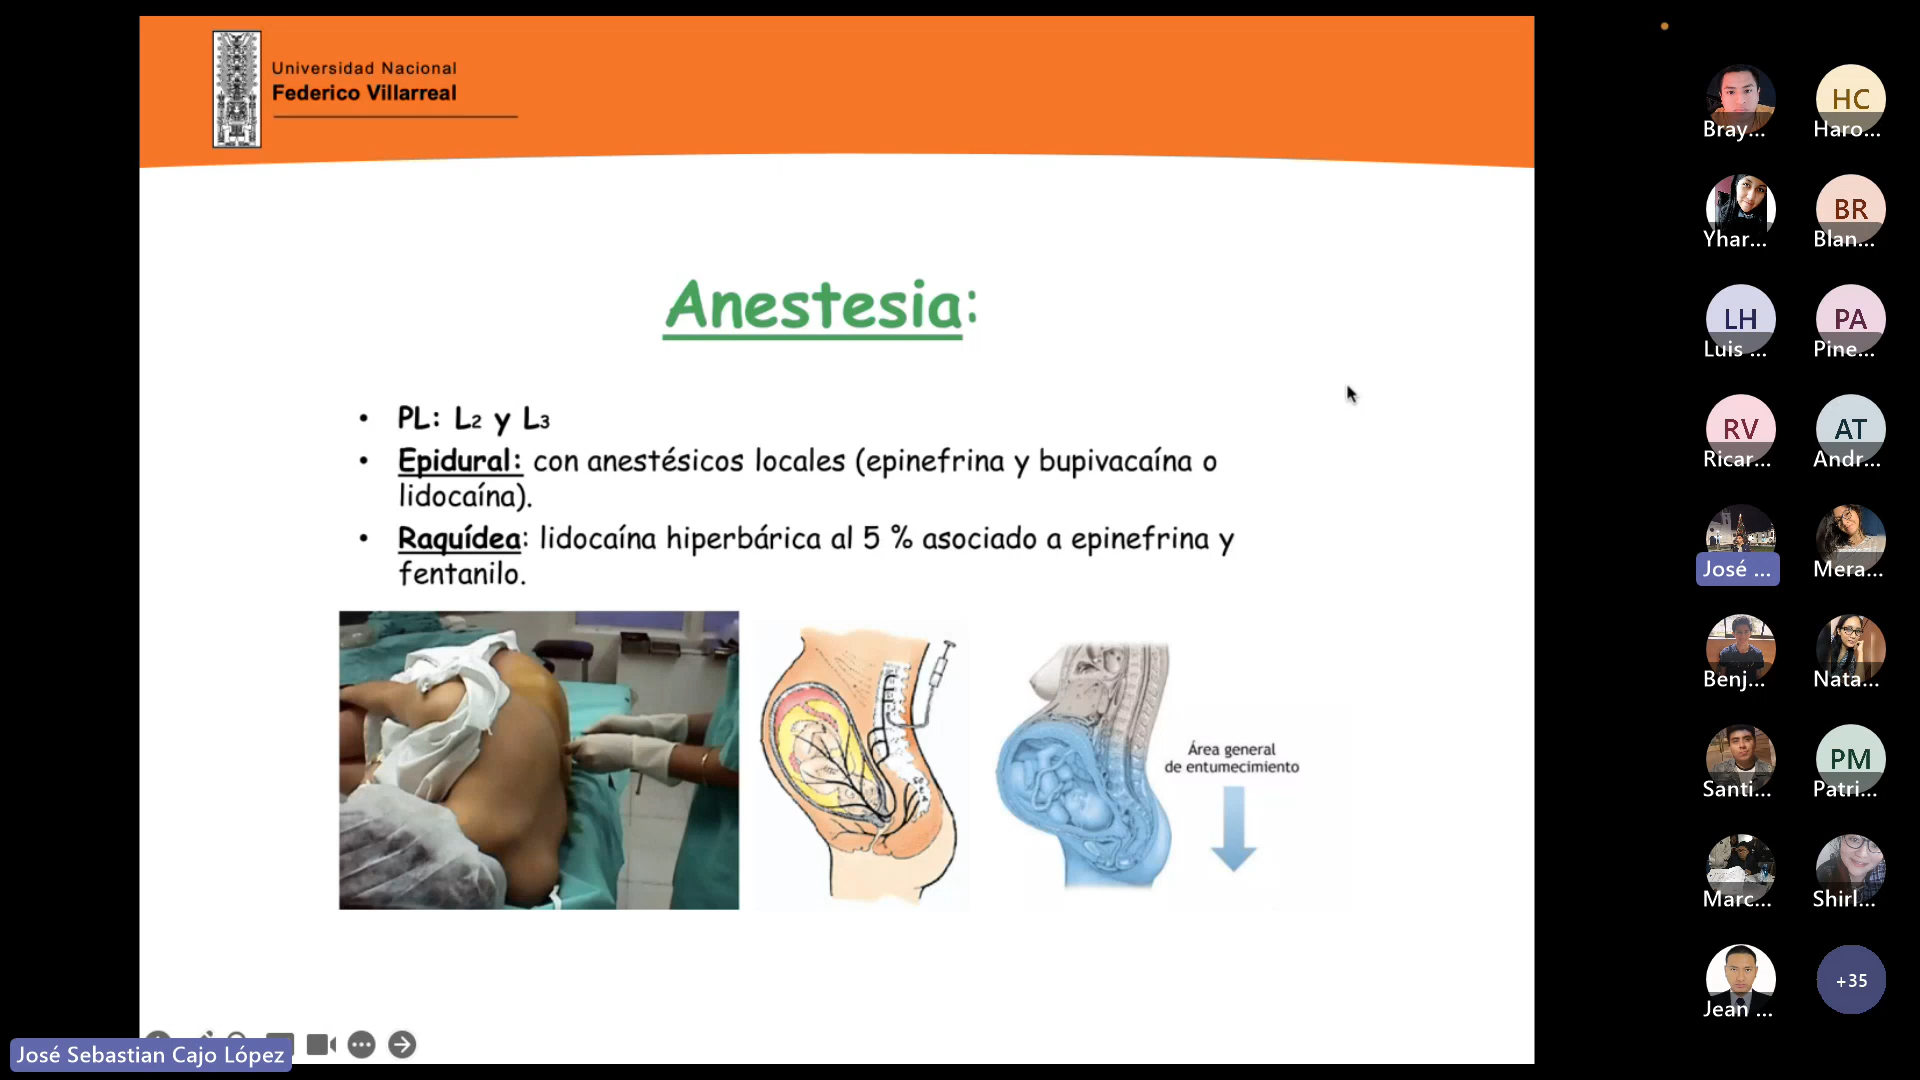 Universidad Nacional
Federico Villarreal
Anestesia:
• PL: L2 y L3
• Epidural: con anestésicos locales (epinefrina y bupivacaína o
lidocaína).
• Raquídea: lidocaína hiperbárica al 5 % asociado a epinefrina y
fentanilo.
Área general
de entumecimiento
José Sebastian Cajo López
Bray...
HC
Haro...
Yhar...
BR
Blan...
LH
Luis ...
PA
Pine...
RV
Ricar...
AT
Andr...
José ...
Mera...
Benj...
Nata...
Santi...
PM
Patri...
Marc...
Shirl...
Jean ...
+35